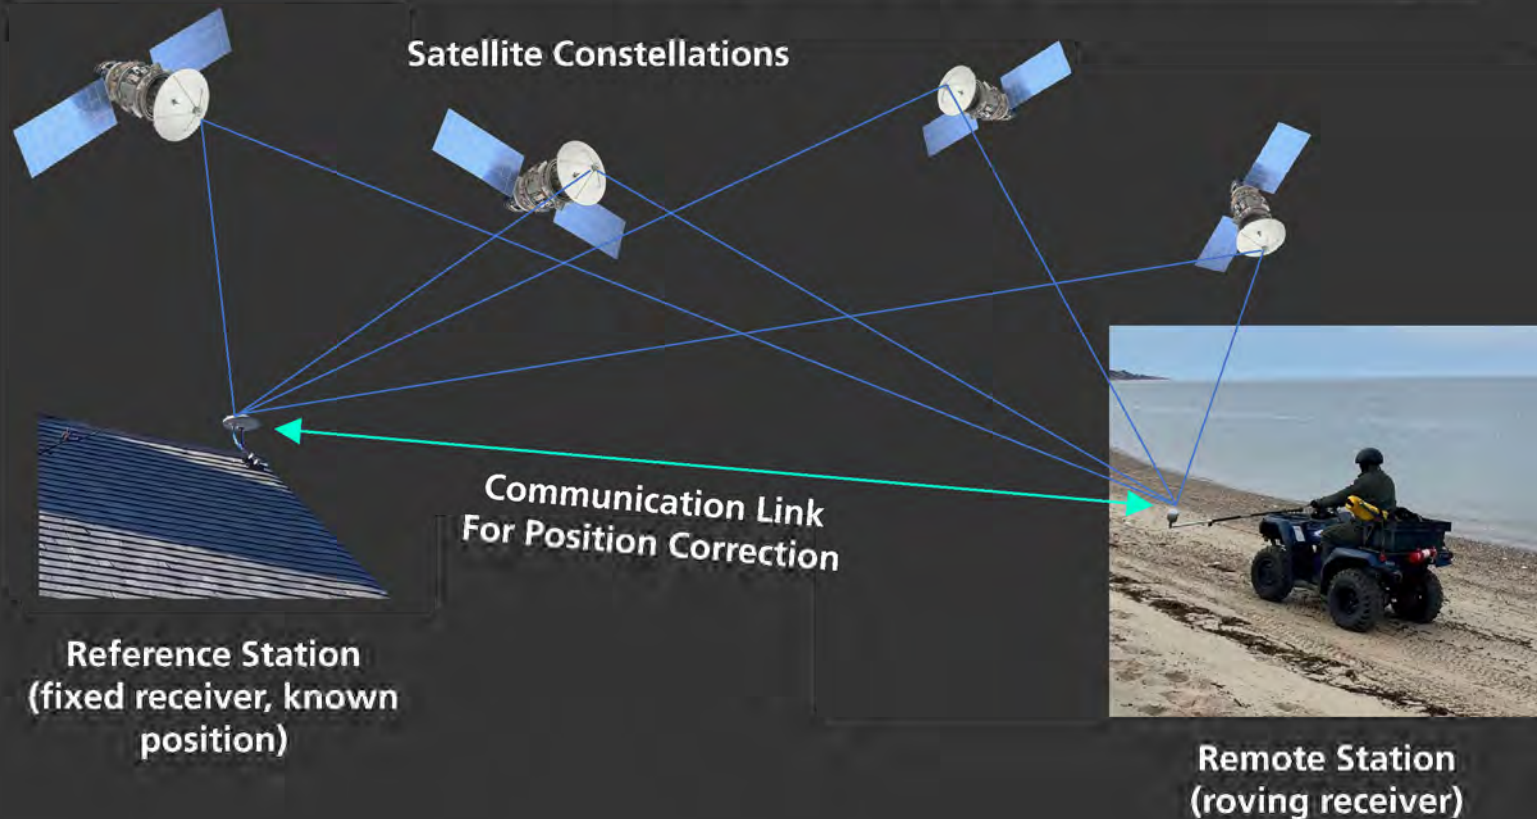 Satellite Constellations
Communication Link
For Position Correction
Reference Station
(fixed receiver, known
position)
Remote Station
(roving receiver)